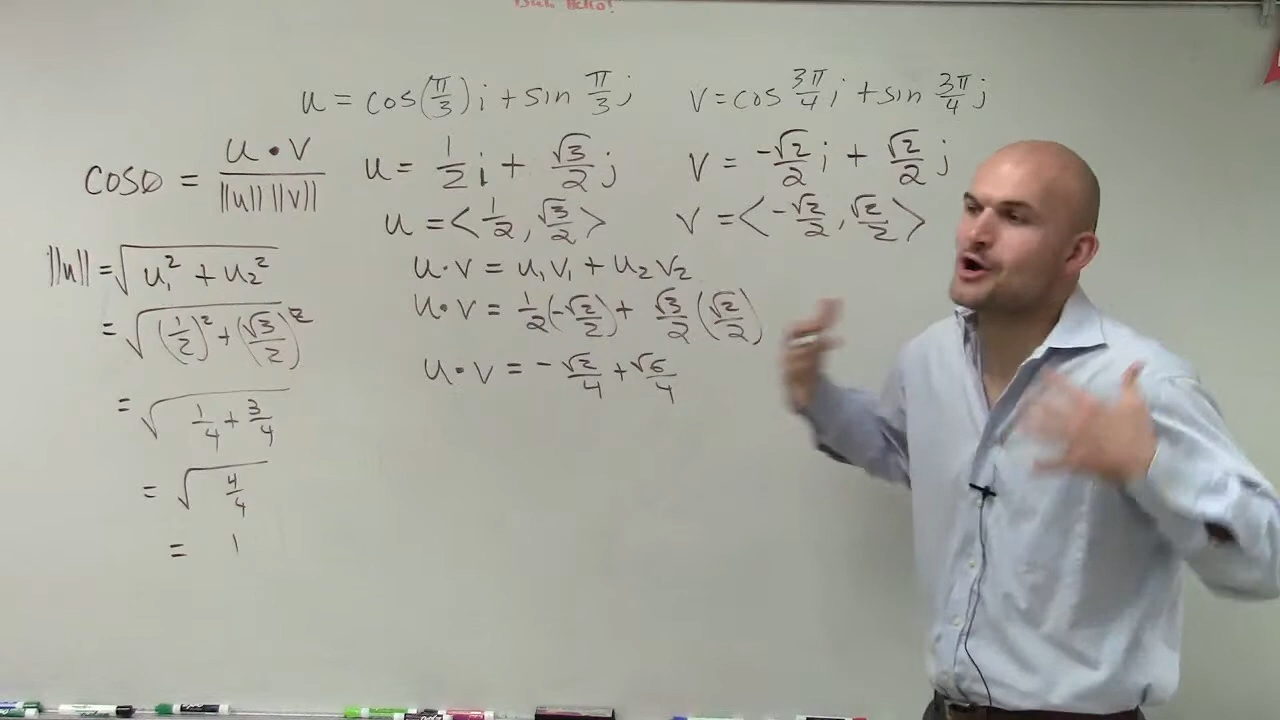 u = cos(π/3)i + sin π/3 j
v = cos 3π/4 i + sin 3π/4 j
cosθ = u • v / ||u|| ||v||
u = 1/2 i + √3/2 j
v = -√2/2 i + √2/2 j
u = <1/2, √3/2>
v = <-√2/2, √2/2>
||u|| = √(u₁² + u₂²)
= √((1/2)² + (√3/2)²)
= √(1/4 + 3/4)
= √(4/4)
= 1
u • v = u₁v₁ + u₂v₂
u • v = 1/2(-√2/2) + √3/2(√2/2)
u • v = -√2/4 + √6/4